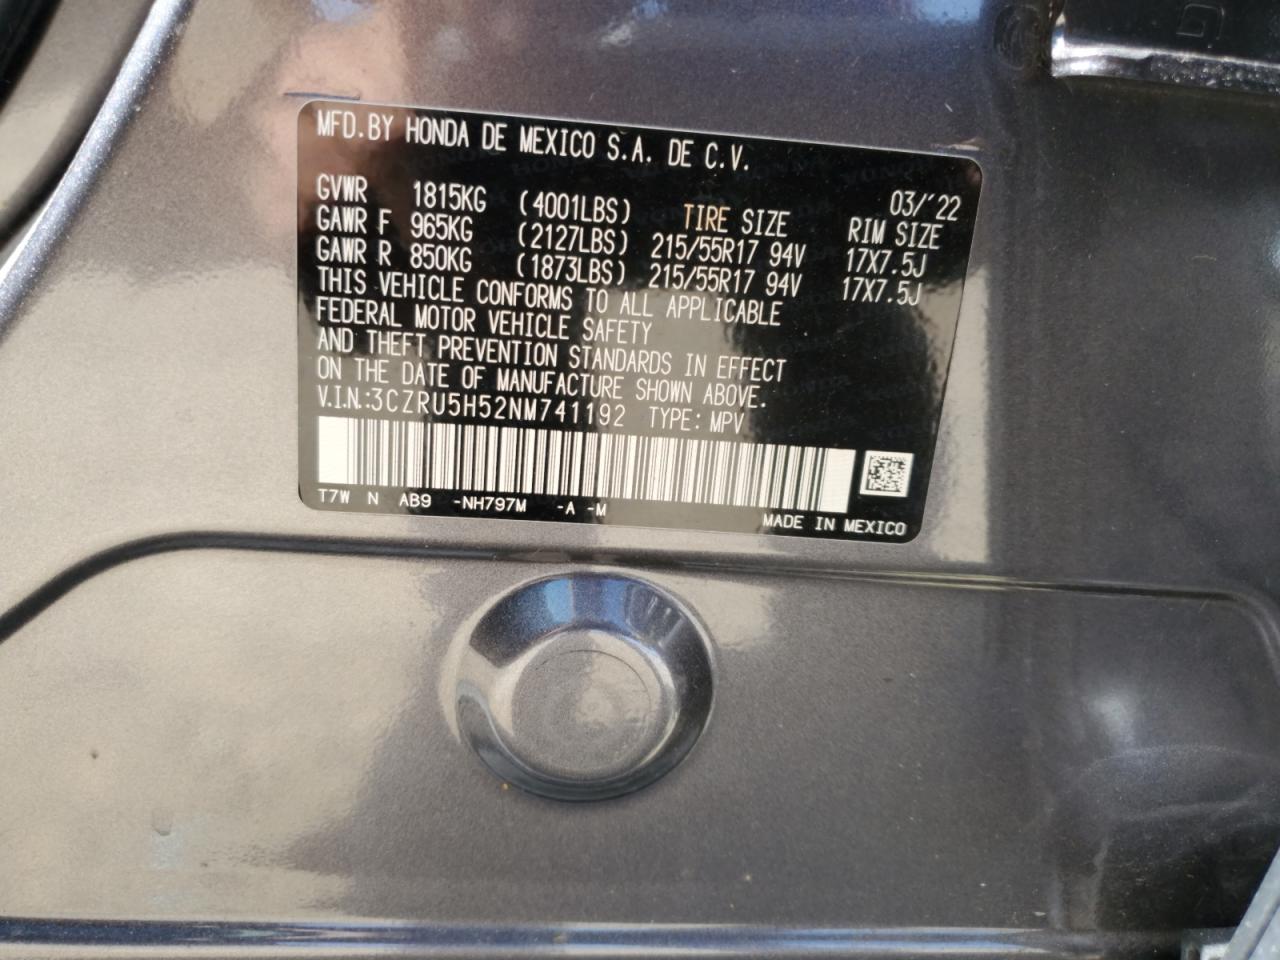 MFD.BY HONDA DE MEXICO S.A. DE C.V.
03/'22
GVWR 1815KG (4001LBS) TIRE SIZE RIM SIZE
GAWR F 965KG (2127LBS) 215/55R17 94V 17X7.5J
GAWR R 850KG (1873LBS) 215/55R17 94V 17X7.5J
THIS VEHICLE CONFORMS TO ALL APPLICABLE
FEDERAL MOTOR VEHICLE SAFETY
AND THEFT PREVENTION STANDARDS IN EFFECT
ON THE DATE OF MANUFACTURE SHOWN ABOVE.
V.I.N.:3CZRU5H52NM741192 TYPE: MPV
T7W N AB9 -NH797M -A -M
MADE IN MEXICO